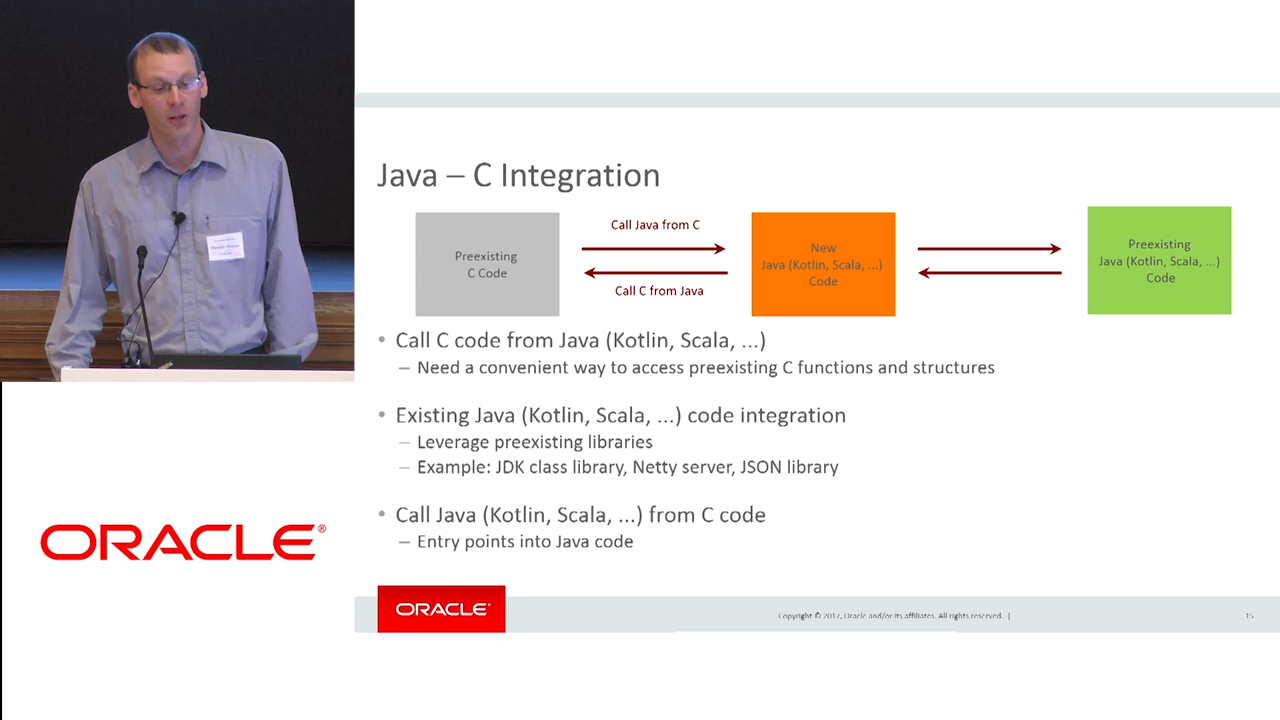 Java – C Integration
Call Java from C
Call C from Java
Preexisting
C Code
New
Java (Kotlin, Scala, ...)
Code
Preexisting
Java (Kotlin, Scala, ...)
Code
• Call C code from Java (Kotlin, Scala, ...)
– Need a convenient way to access preexisting C functions and structures
• Existing Java (Kotlin, Scala, ...) code integration
– Leverage preexisting libraries
– Example: JDK class library, Netty server, JSON library
• Call Java (Kotlin, Scala, ...) from C code
– Entry points into Java code
ORACLE®
ORACLE®
Copyright © 2017, Oracle and/or its affiliates. All rights reserved. |
15